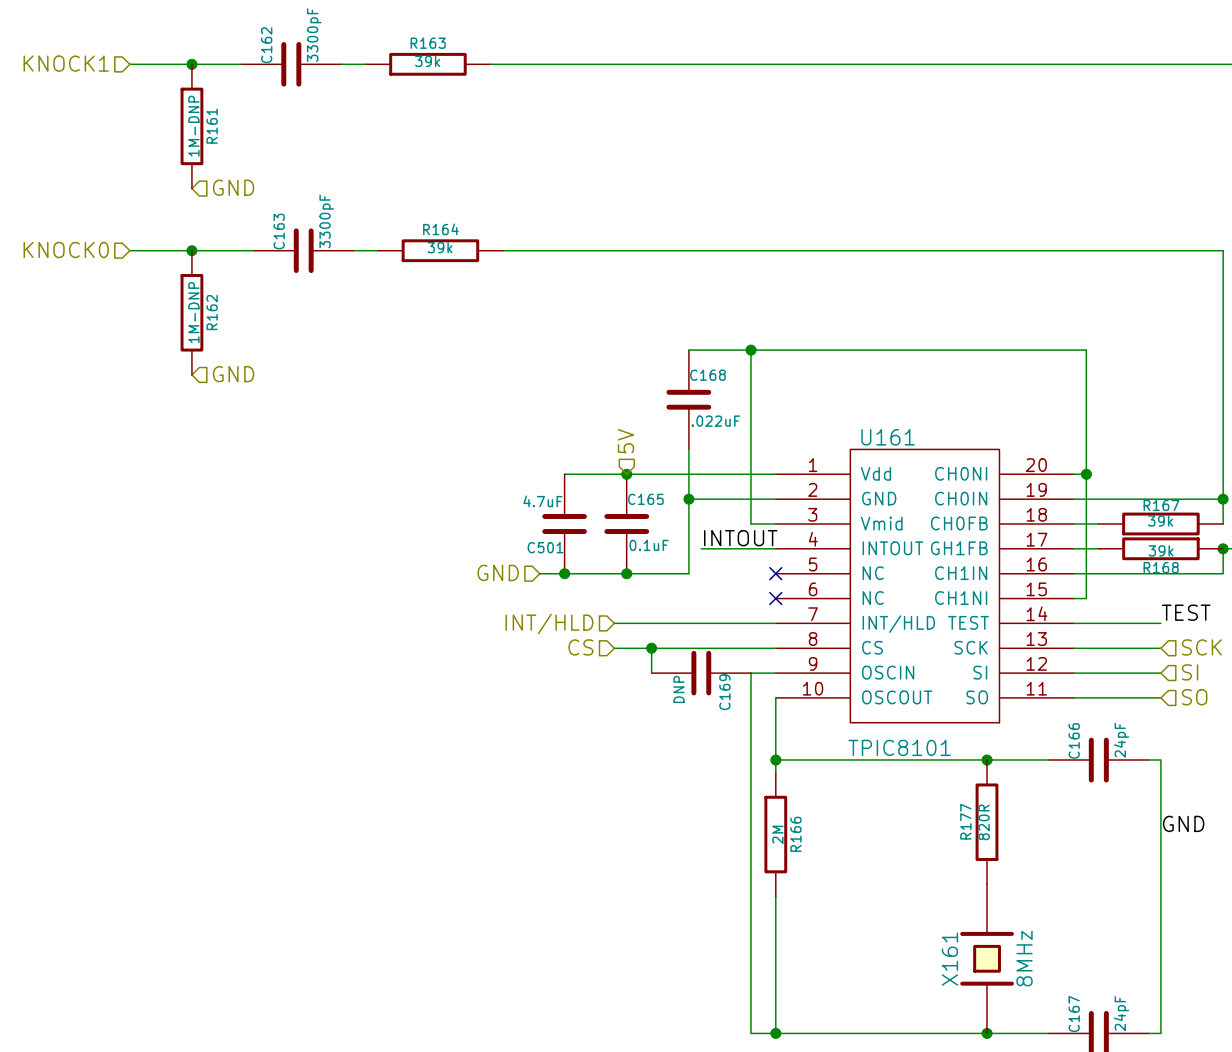 KNOCK1
C162
3300pF
R163
39k
1M-DNP
R161
GND
KNOCK0
C163
3300pF
R164
39k
1M-DNP
R162
GND
C168
.022uF
5V
U161
1 Vdd CH0NI 20
2 GND CH0IN 19
3 Vmid CH0FB 18
4 INTOUT GH1FB 17
5 NC CH1IN 16
6 NC CH1NI 15
7 INT/HLD TEST 14
8 CS SCK 13
9 OSCIN SI 12
10 OSCOUT SO 11
TPIC8101
4.7uF
C501
C165
0.1uF
INTOUT
GND
R167
39k
39k
R168
INT/HLD
CS
DNP
C169
TEST
SCK
SI
SO
C166
24pF
2M
R166
R177
820R
GND
X161
8MHz
C167
24pF